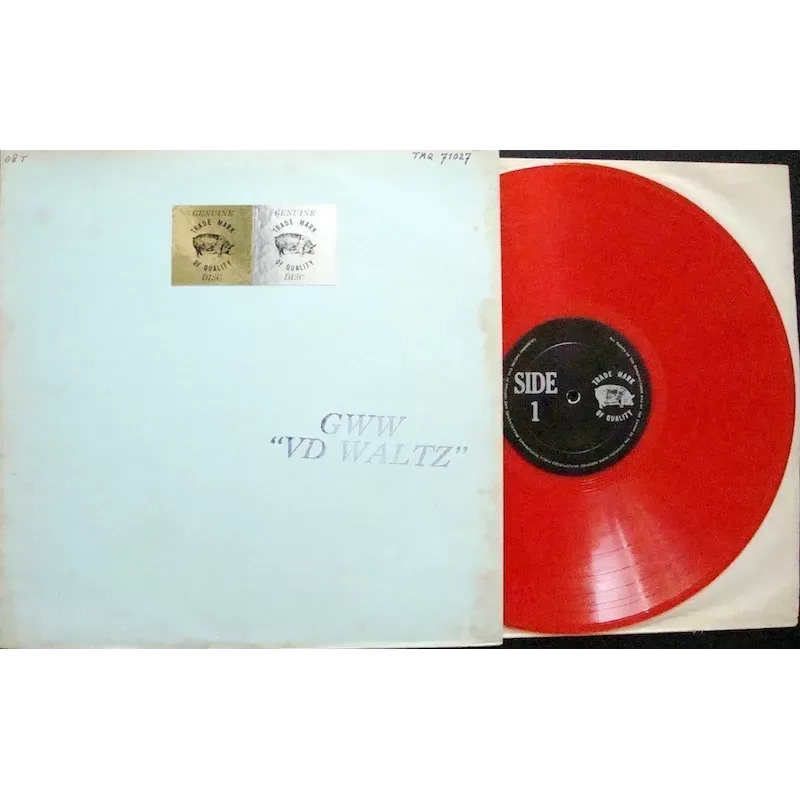 08T
TMQ 71027
GENUINE
TRADE MARK
OF QUALITY
DISC
GENUINE
TRADE MARK
OF QUALITY
DISC
GWW
"VD WALTZ"
SIDE
1
TRADE MARK
OF QUALITY